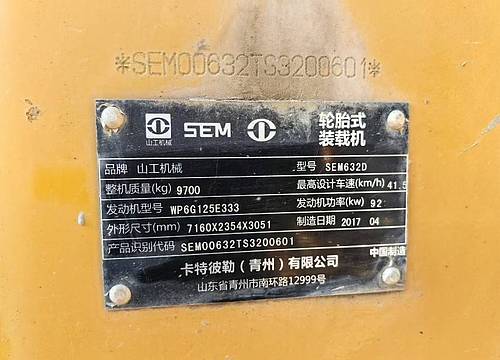 *SEM00632TS3200601*
山工机械 SEM 轮胎式
装载机
品牌 山工机械 型号 SEM632D
整机质量(kg) 9700 最高设计车速(km/h) 41.5
发动机型号 WP6G125E333 发动机功率(kw) 92
外形尺寸(mm) 7160X2354X3051 制造日期 2017 04
产品识别代码 SEM00632TS3200601
中国制造
卡特彼勒（青州）有限公司
山东省青州市南环路12999号